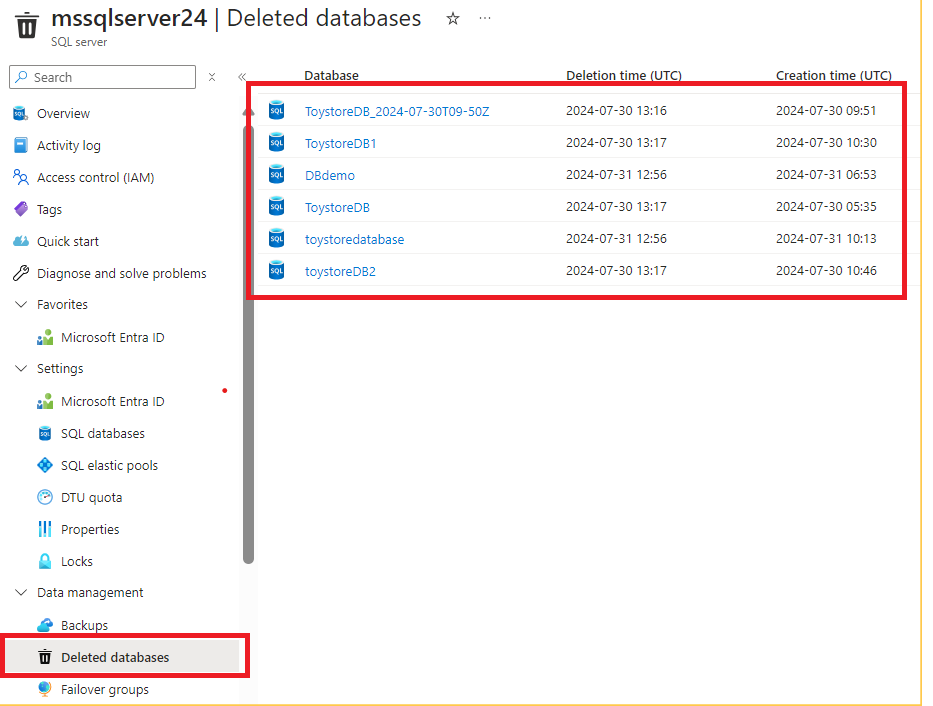 mssqlserver24 | Deleted databases ☆ ...
SQL server
Search
Overview
Activity log
Access control (IAM)
Tags
Quick start
Diagnose and solve problems
Favorites
Microsoft Entra ID
Settings
Microsoft Entra ID
SQL databases
SQL elastic pools
DTU quota
Properties
Locks
Data management
Backups
Deleted databases
Failover groups
Database Deletion time (UTC) Creation time (UTC)
SQL ToystoreDB_2024-07-30T09-50Z 2024-07-30 13:16 2024-07-30 09:51
SQL ToystoreDB1 2024-07-30 13:17 2024-07-30 10:30
SQL DBdemo 2024-07-31 12:56 2024-07-31 06:53
SQL ToystoreDB 2024-07-30 13:17 2024-07-30 05:35
SQL toystoredatabase 2024-07-31 12:56 2024-07-31 10:13
SQL toystoreDB2 2024-07-30 13:17 2024-07-30 10:46